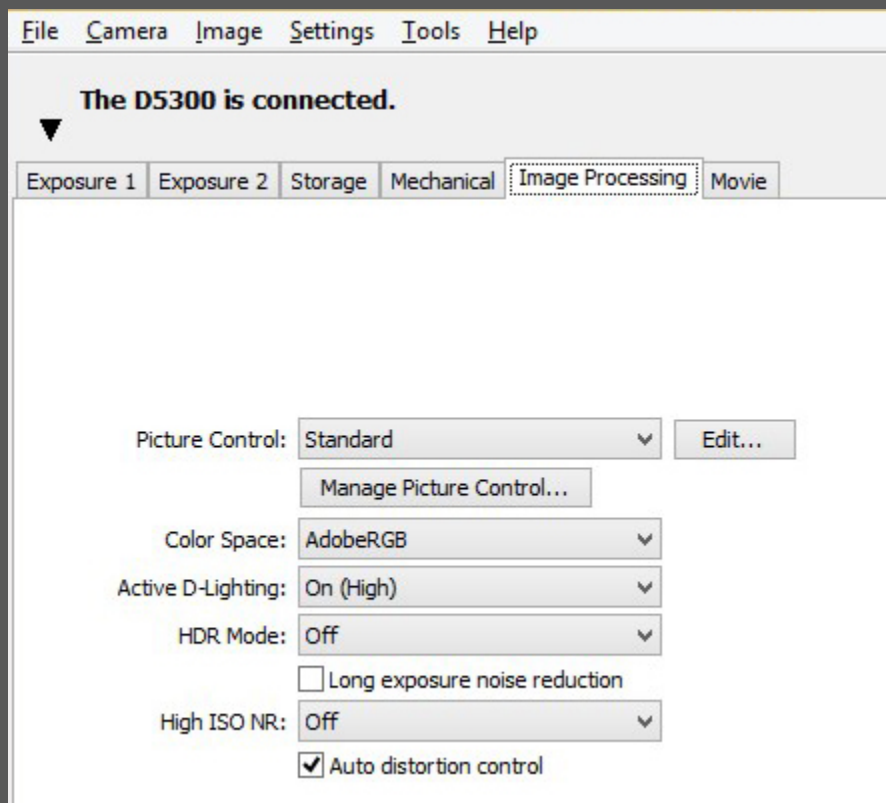 File Camera Image Settings Tools Help
The D5300 is connected.
Exposure 1 Exposure 2 Storage Mechanical Image Processing Movie
Picture Control: Standard Edit...
Manage Picture Control...
Color Space: AdobeRGB
Active D-Lighting: On (High)
HDR Mode: Off
Long exposure noise reduction
High ISO NR: Off
Auto distortion control